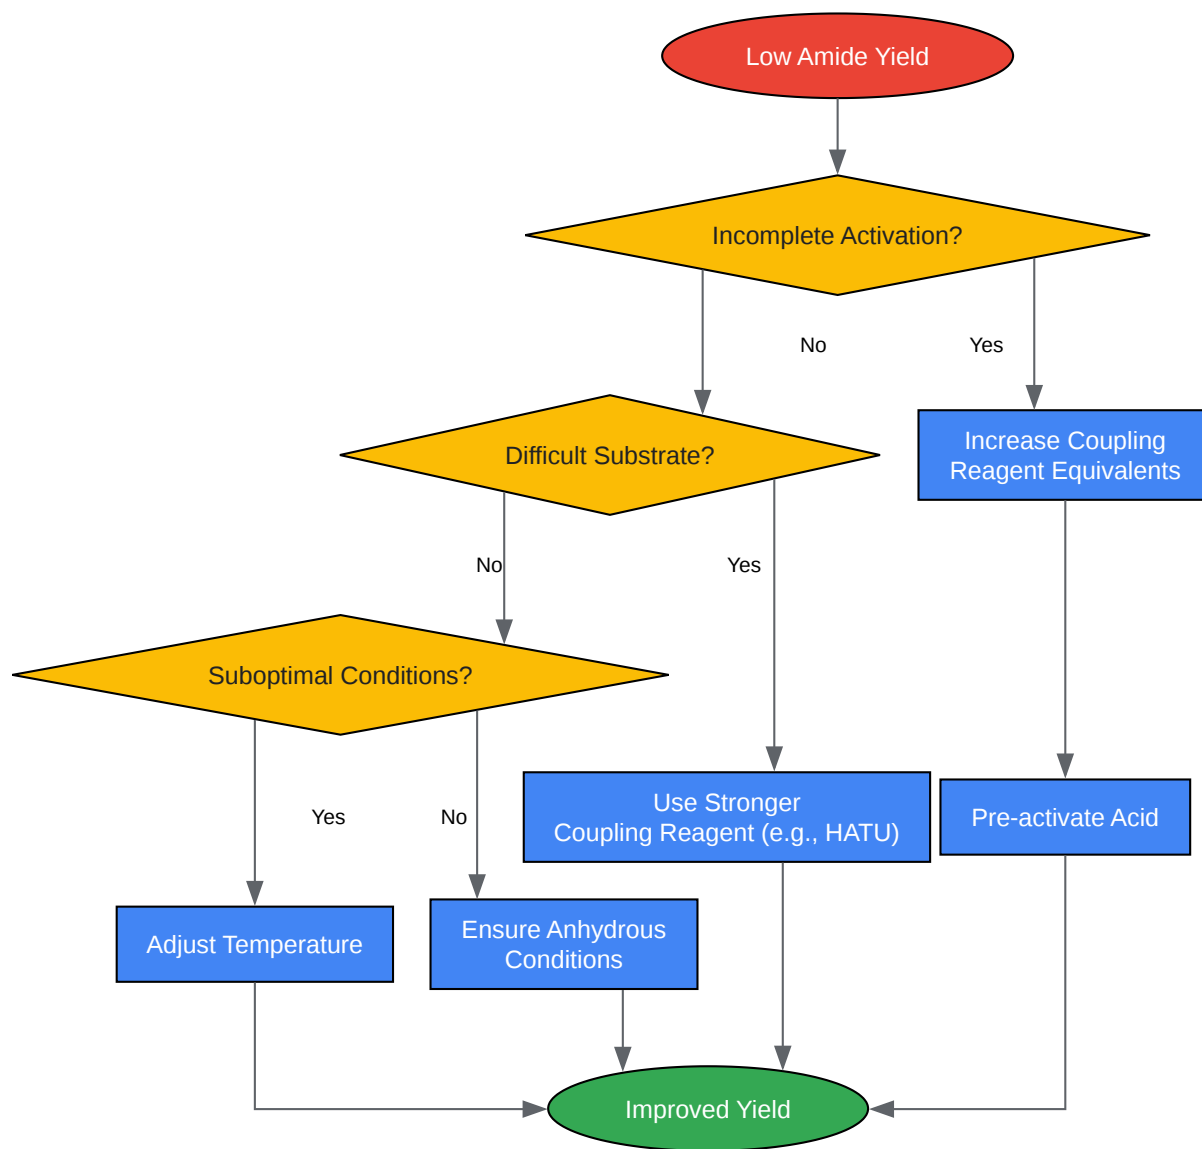 Low Amide Yield
Incomplete Activation?
No
Yes
Difficult Substrate?
Increase Coupling
Reagent Equivalents
No
Yes
Suboptimal Conditions?
Yes
No
Use Stronger
Coupling Reagent (e.g., HATU)
Pre-activate Acid
Adjust Temperature
Ensure Anhydrous
Conditions
Improved Yield